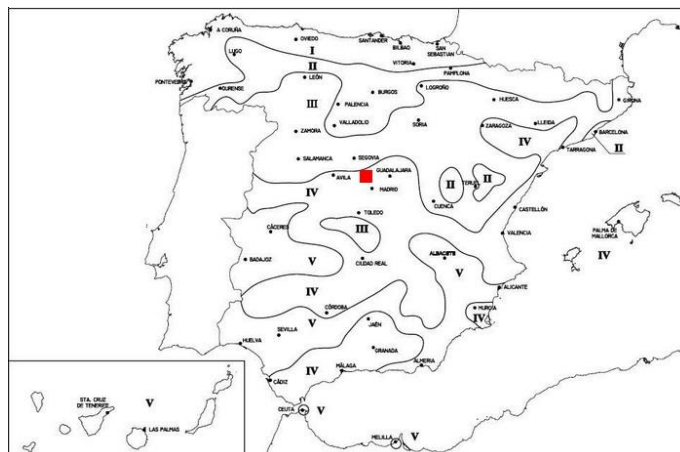 A CORUÑA
OVIEDO
SANTANDER
BILBAO
SAN
SEBASTIAN
LUGO
I
VITORIA
II
PAMPLONA
PONTEVEDRA
OURENSE
LEÓN
BURGOS
LOGROÑO
HUESCA
GIRONA
III
PALENCIA
ZAMORA
VALLADOLID
SORIA
ZARAGOZA
LLEIDA
IV
BARCELONA
II
TARRAGONA
SALAMANCA
SEGOVIA
AVILA
GUADALAJARA
IV
MADRID
II
TERUEL
II
CUENCA
TOLEDO
CASTELLÓN
III
CÁCERES
VALENCIA
PALMA DE
MALLORCA
IV
BADAJOZ
V
CIUDAD REAL
ALBACETE
V
IV
ALICANTE
CÓRDOBA
V
MURCIA
IV
JAÉN
SEVILLA
HUELVA
GRANADA
IV
ALMERIA
MÁLAGA
CÁDIZ
STA. CRUZ
DE TENERIFE
V
LAS PALMAS
CEUTA
V
MELILLA
V